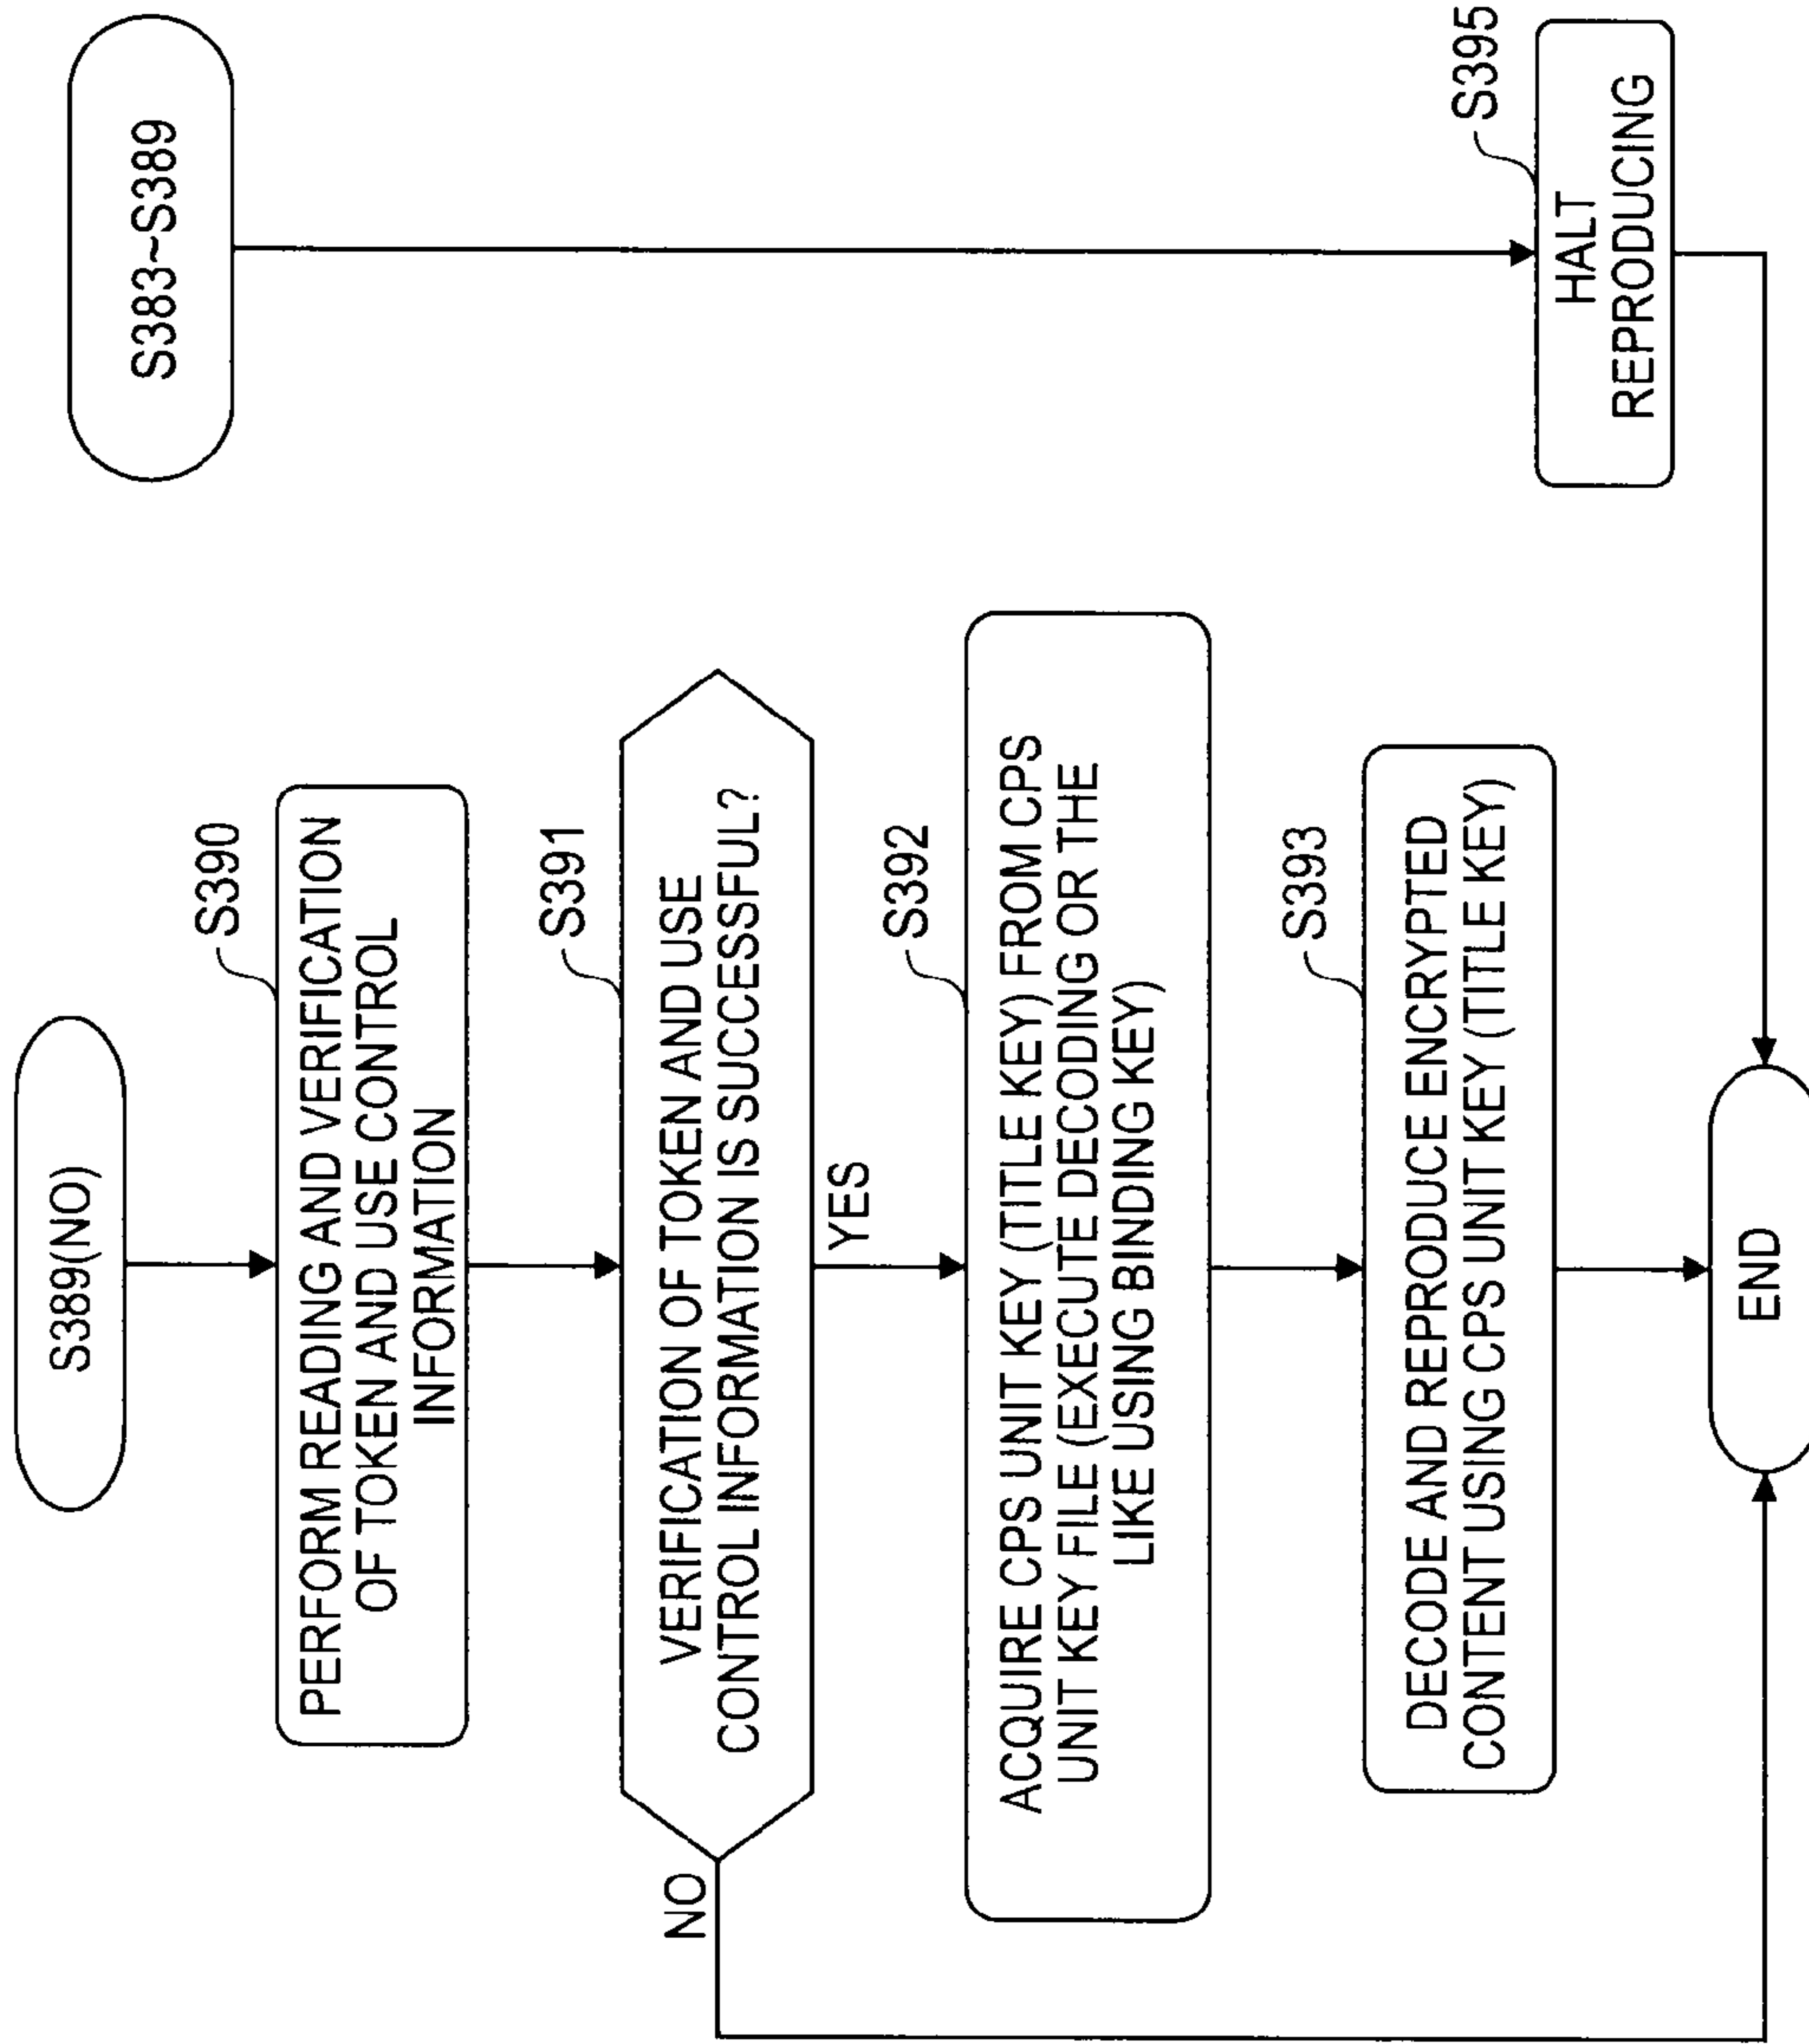 S389(NO)
S390
PERFORM READING AND VERIFICATION
OF TOKEN AND USE CONTROL
INFORMATION
S391
VERIFICATION OF TOKEN AND USE
CONTROL INFORMATION IS SUCCESSFUL?
NO
YES
S392
ACQUIRE CPS UNIT KEY (TITLE KEY) FROM CPS
UNIT KEY FILE (EXECUTE DECODING OR THE
LIKE USING BINDING KEY)
S393
DECODE AND REPRODUCE ENCRYPTED
CONTENT USING CPS UNIT KEY (TITLE KEY)
END
S383~S389
S395
HALT
REPRODUCING